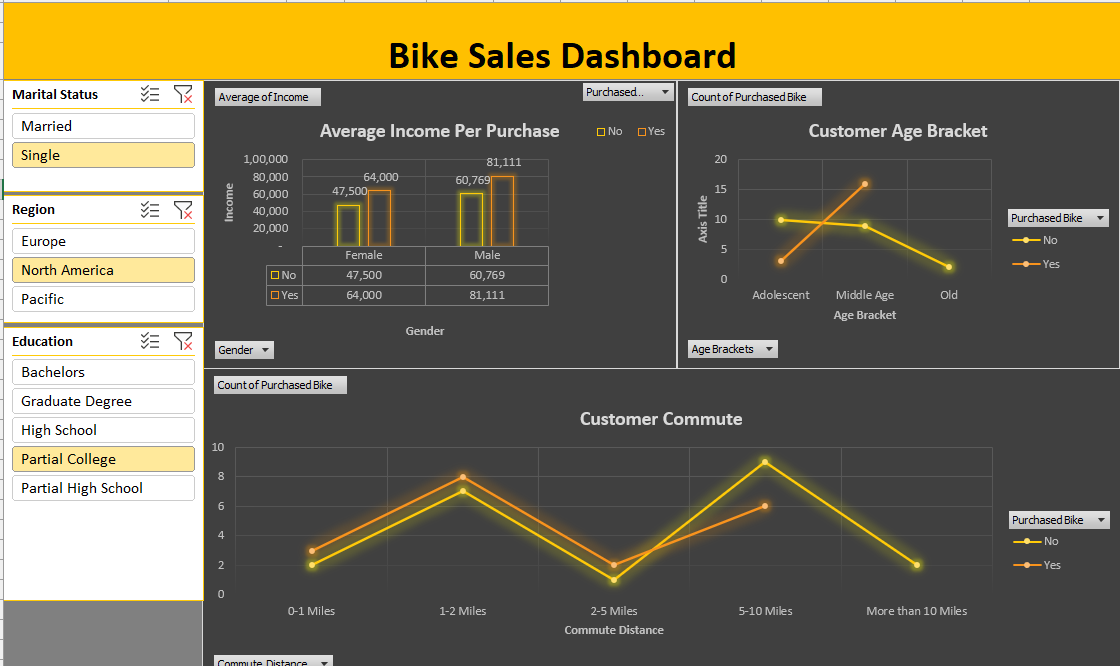 Bike Sales Dashboard
Marital Status
Married
Single
Region
Europe
North America
Pacific
Education
Bachelors
Graduate Degree
High School
Partial College
Partial High School
Average of Income
Purchased...
Average Income Per Purchase
No Yes
1,00,000
80,000
60,000
40,000
20,000
-
Income
47,500 64,000 60,769 81,111
Female Male
No 47,500 60,769
Yes 64,000 81,111
Gender
Gender
Count of Purchased Bike
Customer Age Bracket
20
15
10
5
0
Axis Title
Adolescent Middle Age Old
Age Bracket
Purchased Bike
No
Yes
Age Brackets
Count of Purchased Bike
Customer Commute
10
8
6
4
2
0
0-1 Miles 1-2 Miles 2-5 Miles 5-10 Miles More than 10 Miles
Commute Distance
Purchased Bike
No
Yes
Commute Distance